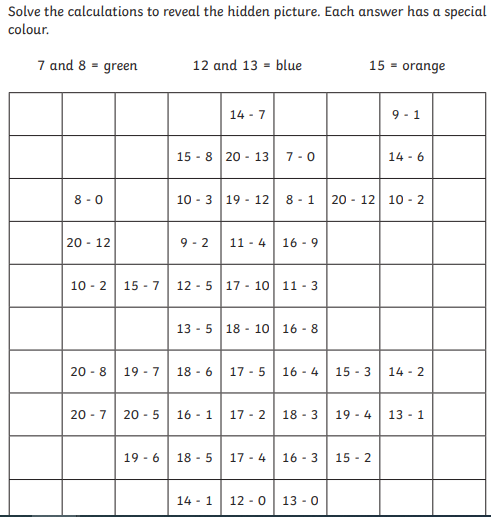 Solve the calculations to reveal the hidden picture. Each answer has a special
colour.
7 and 8 = green 12 and 13 = blue 15 = orange
14 - 7 9 - 1
15 - 8 20 - 13 7 - 0 14 - 6
8 - 0 10 - 3 19 - 12 8 - 1 20 - 12 10 - 2
20 - 12 9 - 2 11 - 4 16 - 9
10 - 2 15 - 7 12 - 5 17 - 10 11 - 3
13 - 5 18 - 10 16 - 8
20 - 8 19 - 7 18 - 6 17 - 5 16 - 4 15 - 3 14 - 2
20 - 7 20 - 5 16 - 1 17 - 2 18 - 3 19 - 4 13 - 1
19 - 6 18 - 5 17 - 4 16 - 3 15 - 2
14 - 1 12 - 0 13 - 0